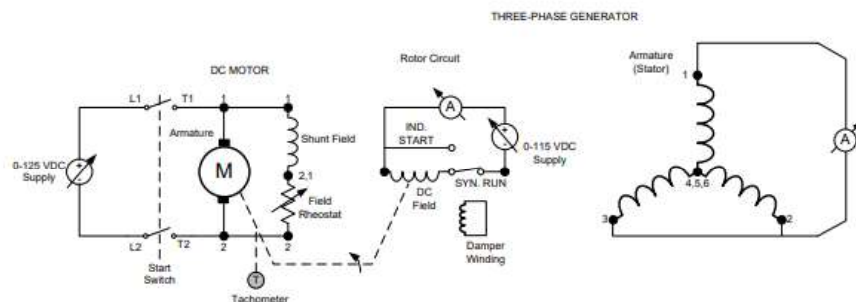 THREE-PHASE GENERATOR
DC MOTOR
Rotor Circuit
Armature
(Stator)
L1
T1
1
1
Armature
Shunt Field
M
2,1
Field
Rheostat
0-125 VDC
Supply
L2
T2
2
2
Start
Switch
T
Tachometer
A
IND.
START
0-115 VDC
Supply
+
-
DC
Field
SYN. RUN
Damper
Winding
1
4,5,6
3
2
A
+
-